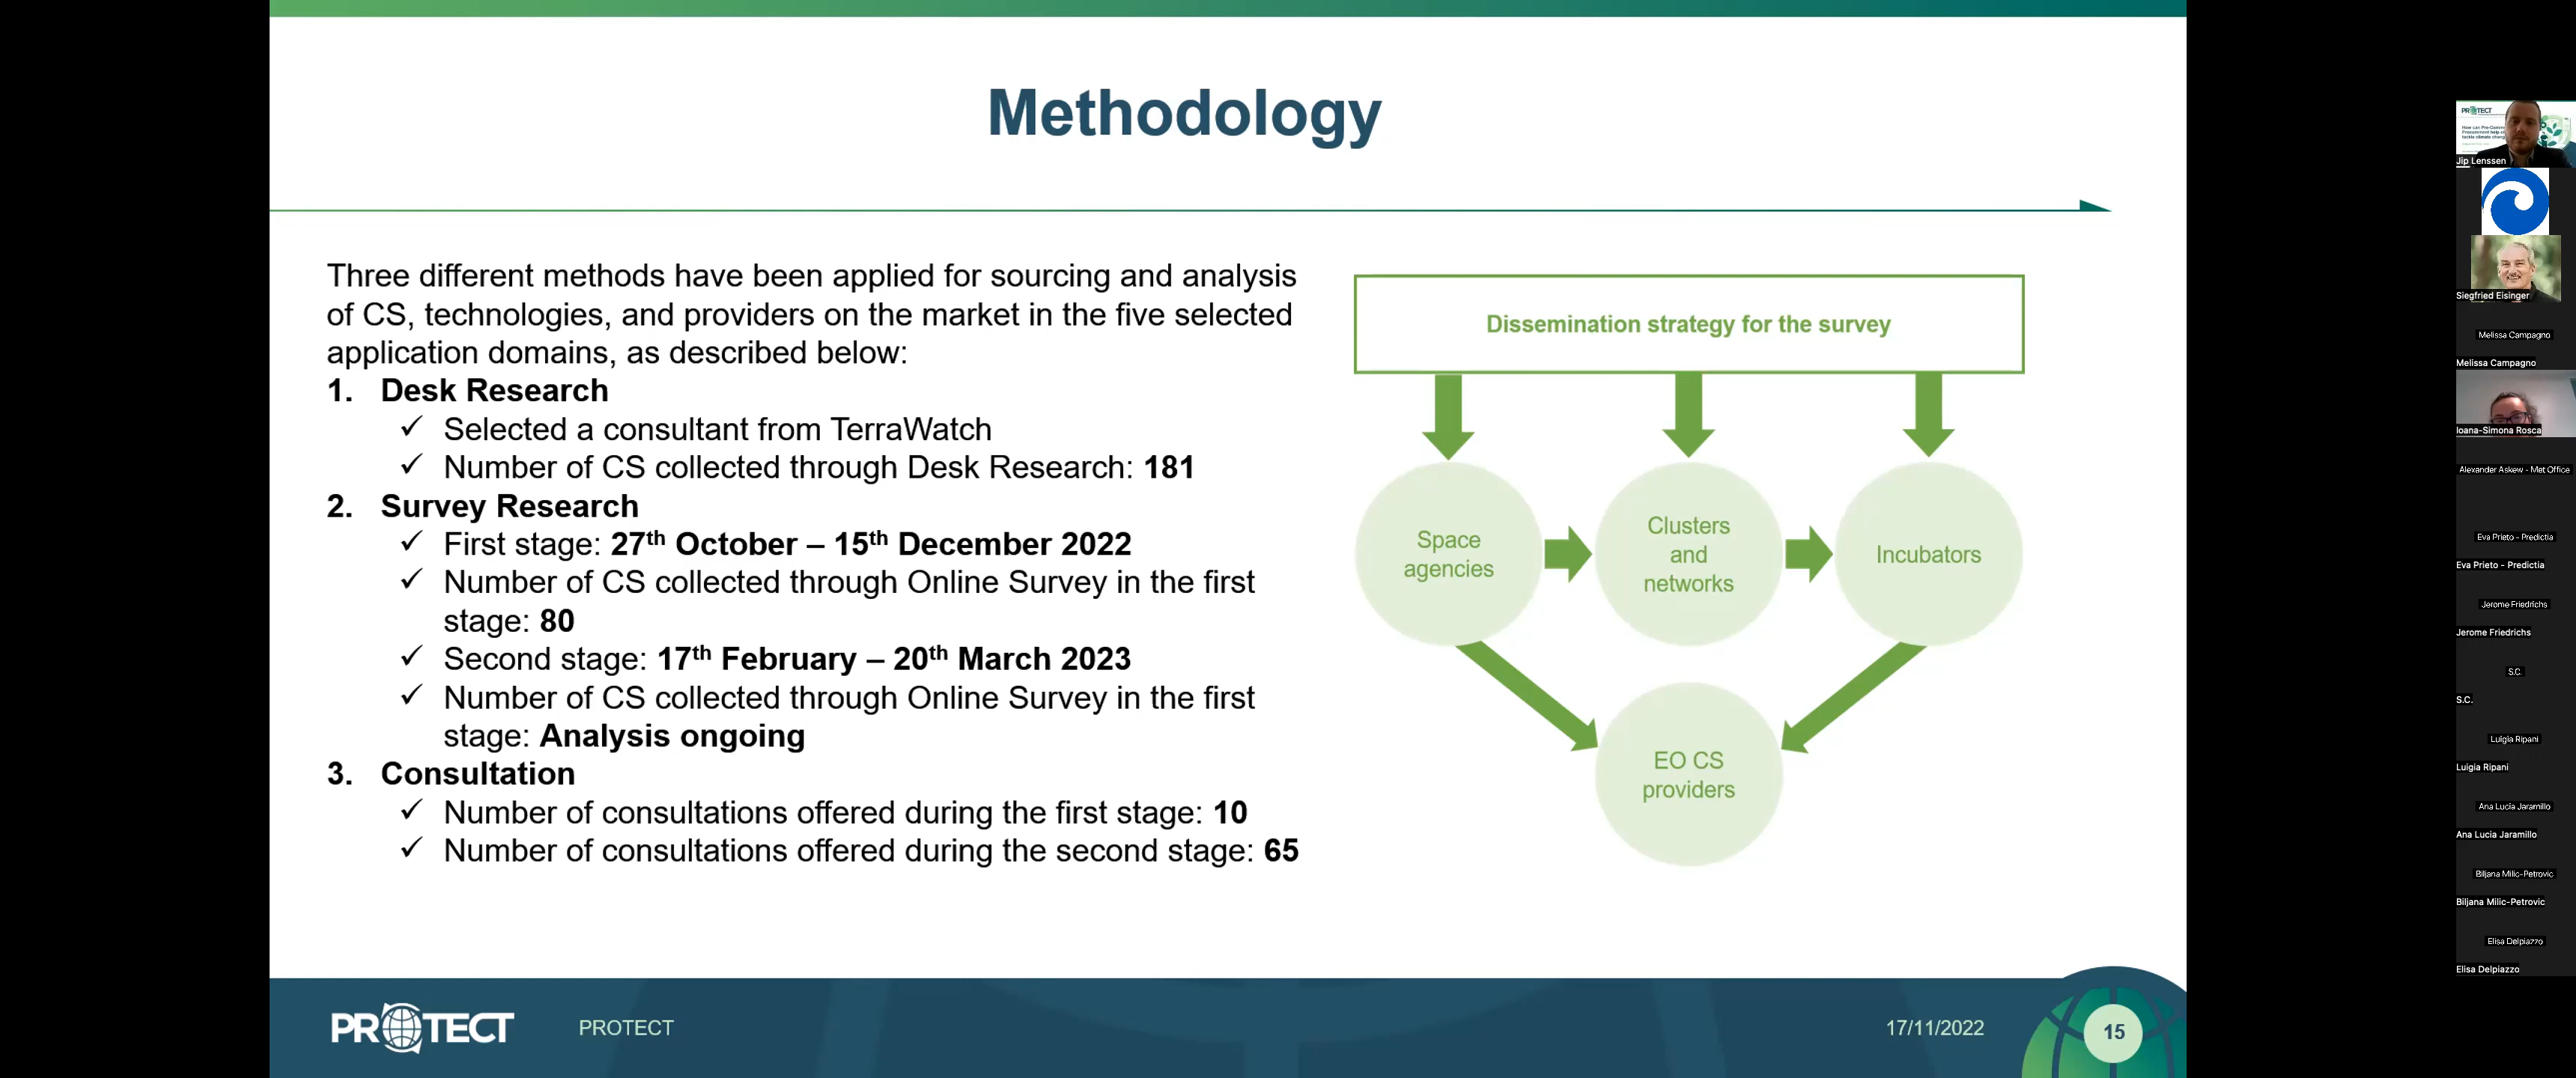 Methodology
Three different methods have been applied for sourcing and analysis
of CS, technologies, and providers on the market in the five selected
application domains, as described below:
1. Desk Research
✓ Selected a consultant from TerraWatch
✓ Number of CS collected through Desk Research: 181
2. Survey Research
✓ First stage: 27th October – 15th December 2022
✓ Number of CS collected through Online Survey in the first
stage: 80
✓ Second stage: 17th February – 20th March 2023
✓ Number of CS collected through Online Survey in the first
stage: Analysis ongoing
3. Consultation
✓ Number of consultations offered during the first stage: 10
✓ Number of consultations offered during the second stage: 65
Dissemination strategy for the survey
Space
agencies
Clusters
and
networks
Incubators
EO CS
providers
PROTECT
PROTECT
17/11/2022
15
PROTECT
Jip Lenssen
Siegfried Eisinger
Melissa Campagno
Melissa Campagno
Ioana-Simona Rosca
Alexander Askew - Met Office
Eva Prieto - Predictia
Eva Prieto - Predictia
Jerome Friedrichs
Jerome Friedrichs
S.C.
S.C.
Luigia Ripani
Luigia Ripani
Ana Lucia Jaramillo
Ana Lucia Jaramillo
Biljana Milic-Petrovic
Biljana Milic-Petrovic
Elisa Delpiazzo
Elisa Delpiazzo